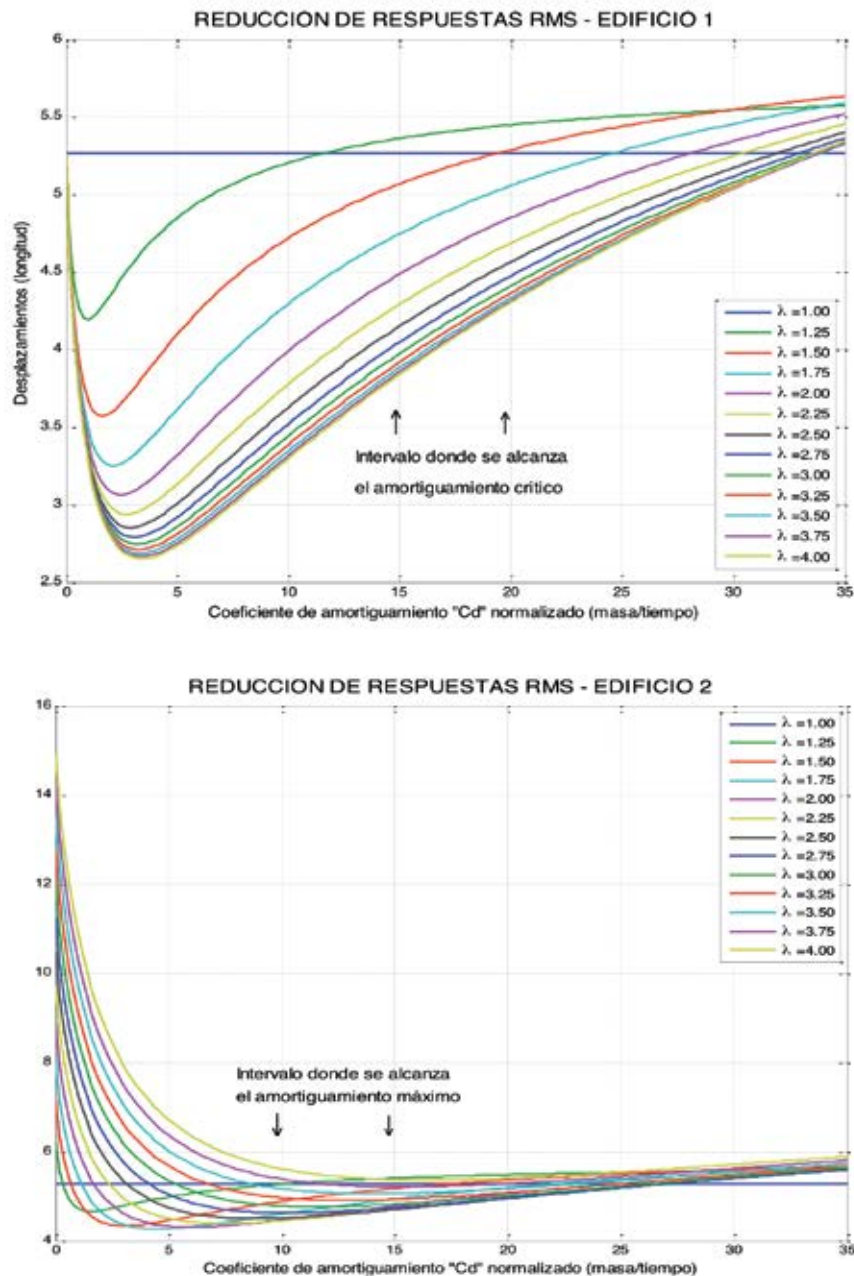 REDUCCION DE RESPUESTAS RMS - EDIFICIO 1
6
5.5
5
4.5
4
3.5
3
2.5
Desplazamientos (longitud)
λ =1.00
λ =1.25
λ =1.50
λ =1.75
λ =2.00
λ =2.25
λ =2.50
λ =2.75
λ =3.00
λ =3.25
λ =3.50
λ =3.75
λ =4.00
Intervalo donde se alcanza
el amortiguamiento critico
0 5 10 15 20 25 30 35
Coeficiente de amortiguamiento "Cd" normalizado (masa/tiempo)
REDUCCION DE RESPUESTAS RMS - EDIFICIO 2
16
14
12
10
8
6
4
λ =1.00
λ =1.25
λ =1.50
λ =1.75
λ =2.00
λ =2.25
λ =2.50
λ =2.75
λ =3.00
λ =3.25
λ =3.50
λ =3.75
λ =4.00
Intervalo donde se alcanza
el amortiguamiento máximo
0 5 10 15 20 25 30 35
Coeficiente de amortiguamiento "Cd" normalizado (masa/tiempo)